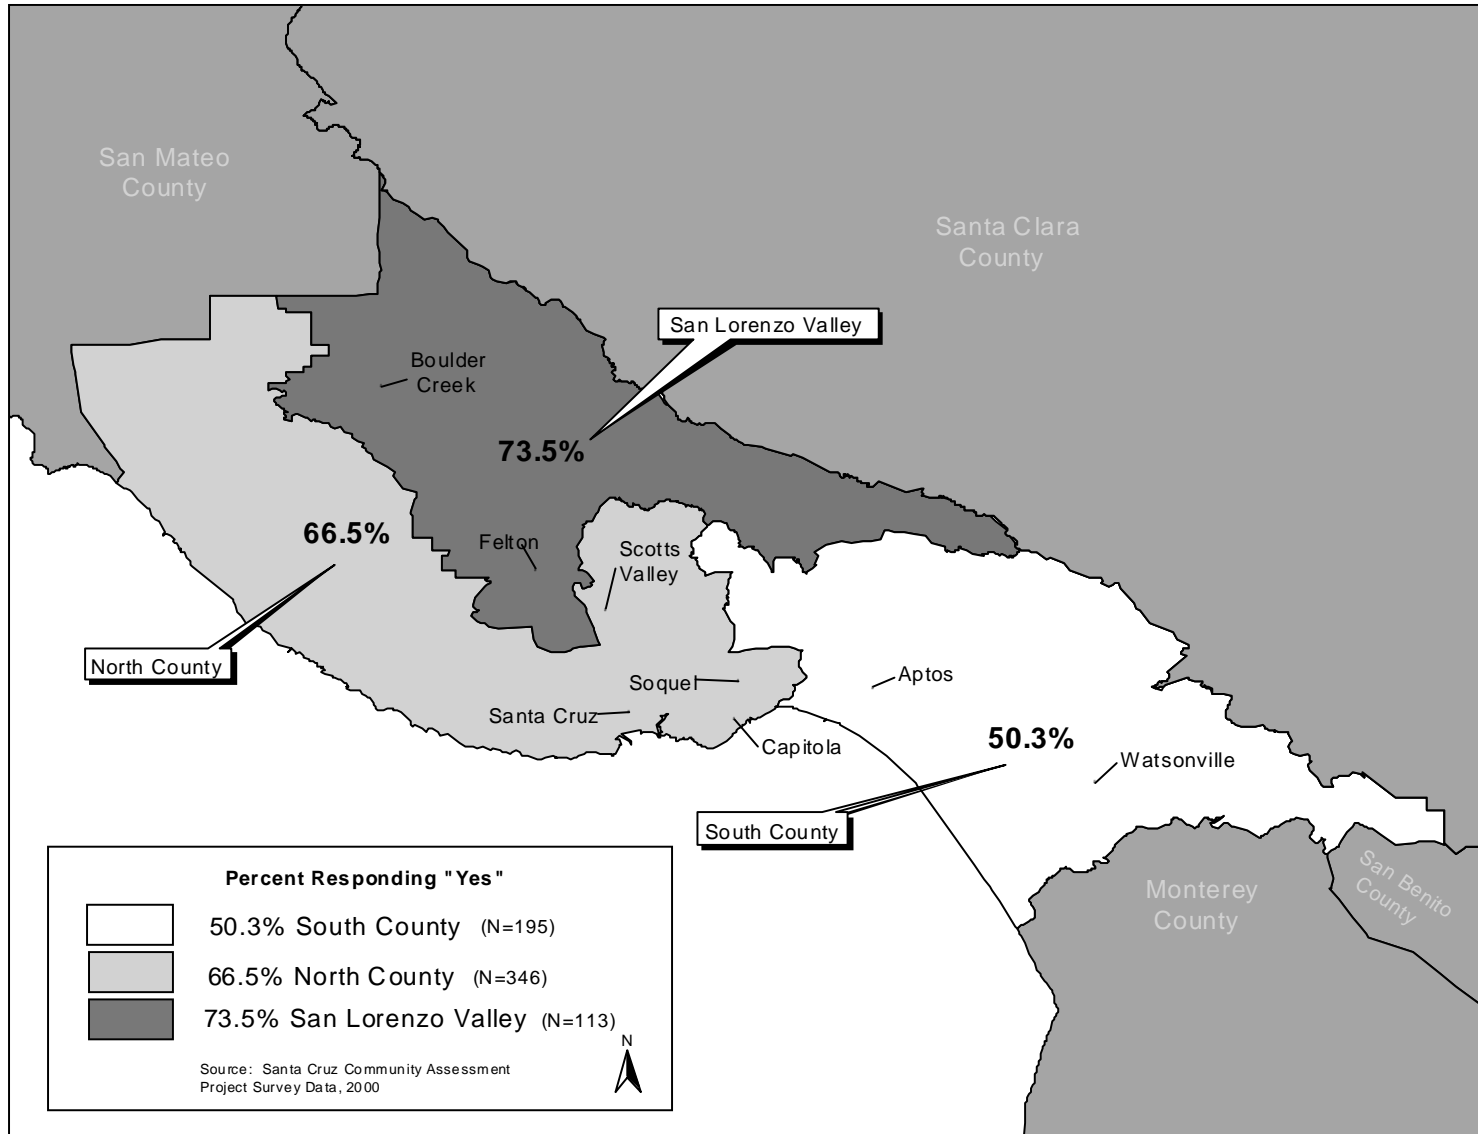 San Mateo
County
Santa Clara
County
San Lorenzo Valley
Boulder
Creek
73.5%
66.5%
Felton
Scotts
Valley
North County
Soquel
Aptos
Santa Cruz
Capitola
50.3%
Watsonville
South County
Monterey
County
San Benito
County
Percent Responding "Yes"
50.3% South County (N=195)
66.5% North County (N=346)
73.5% San Lorenzo Valley (N=113)
N
Source: Santa Cruz Community Assessment
Project Survey Data, 2000